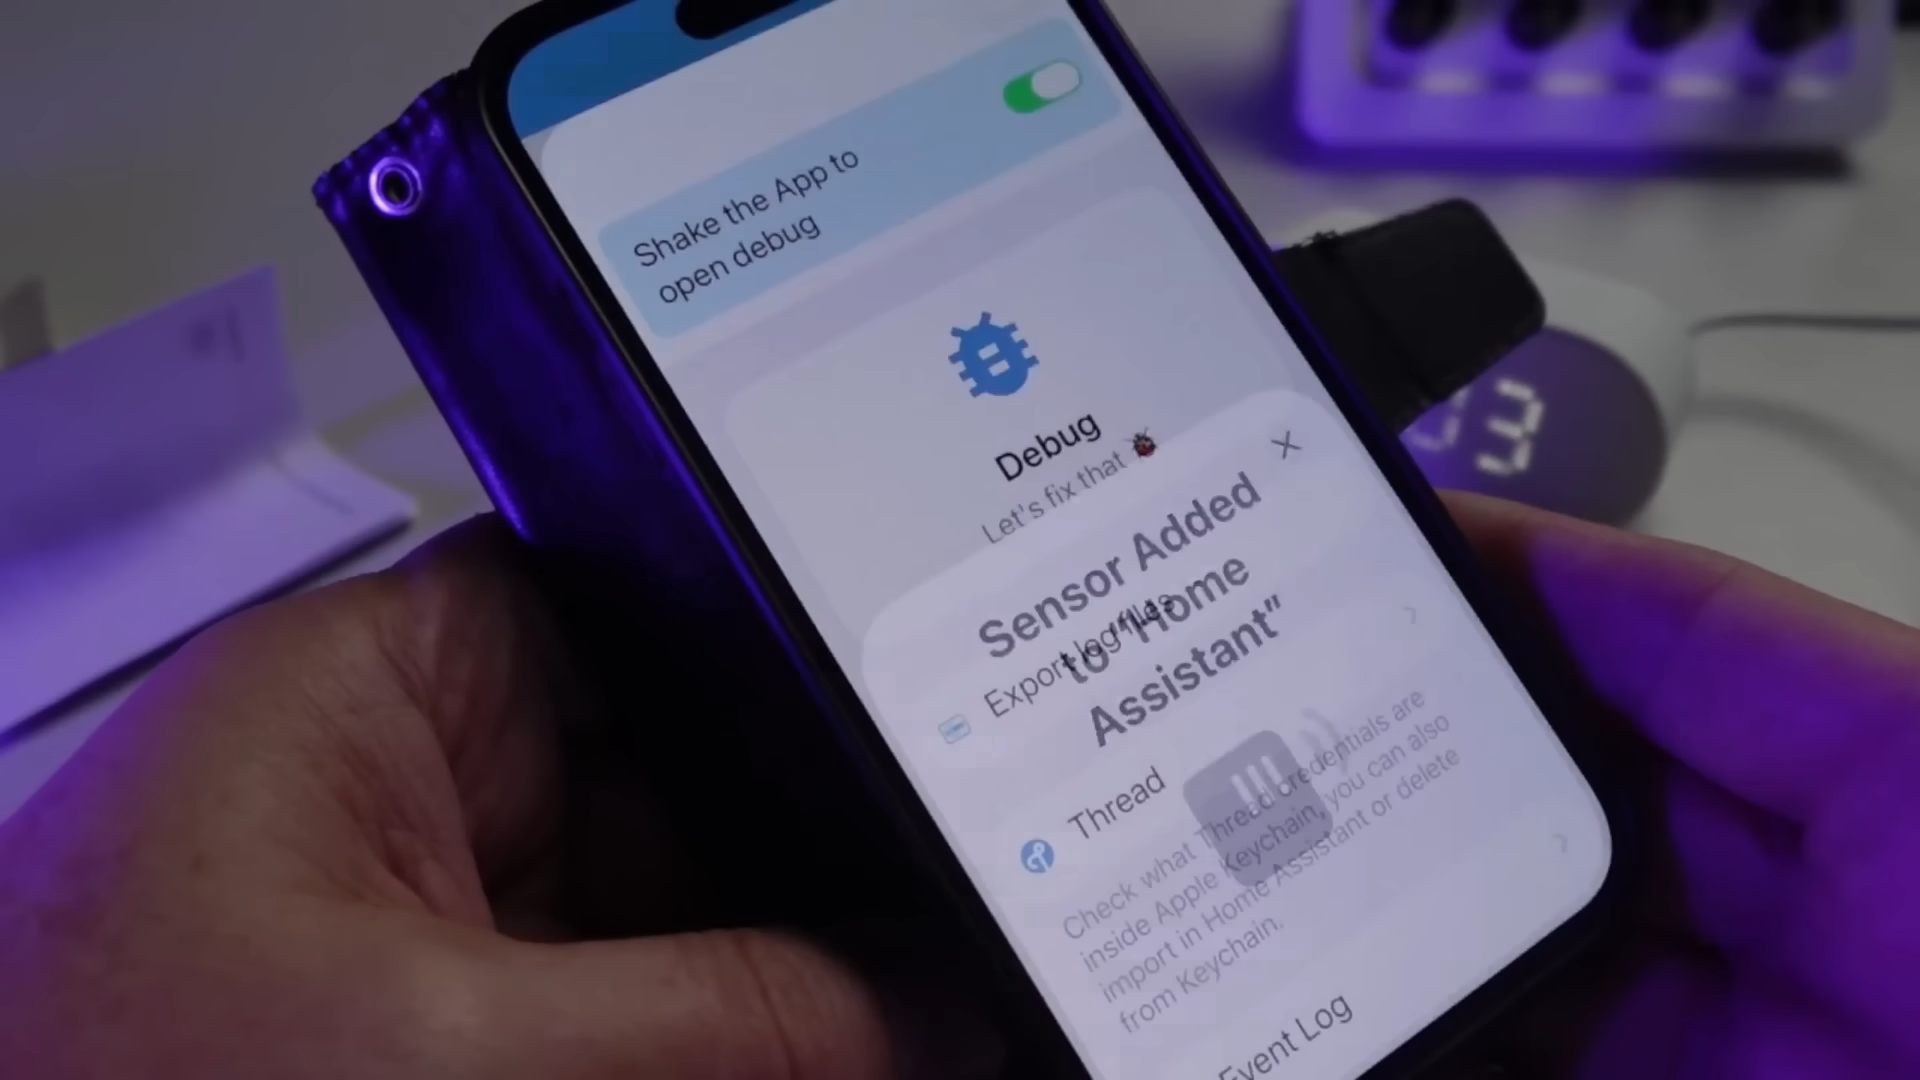 Shake the App to
open debug
Debug
Let's fix that
Sensor Added
to "Home
Assistant"
Export log files
Thread
Check what Thread credentials are
inside Apple Keychain, you can also
import in Home Assistant or delete
from Keychain.
Event Log
3